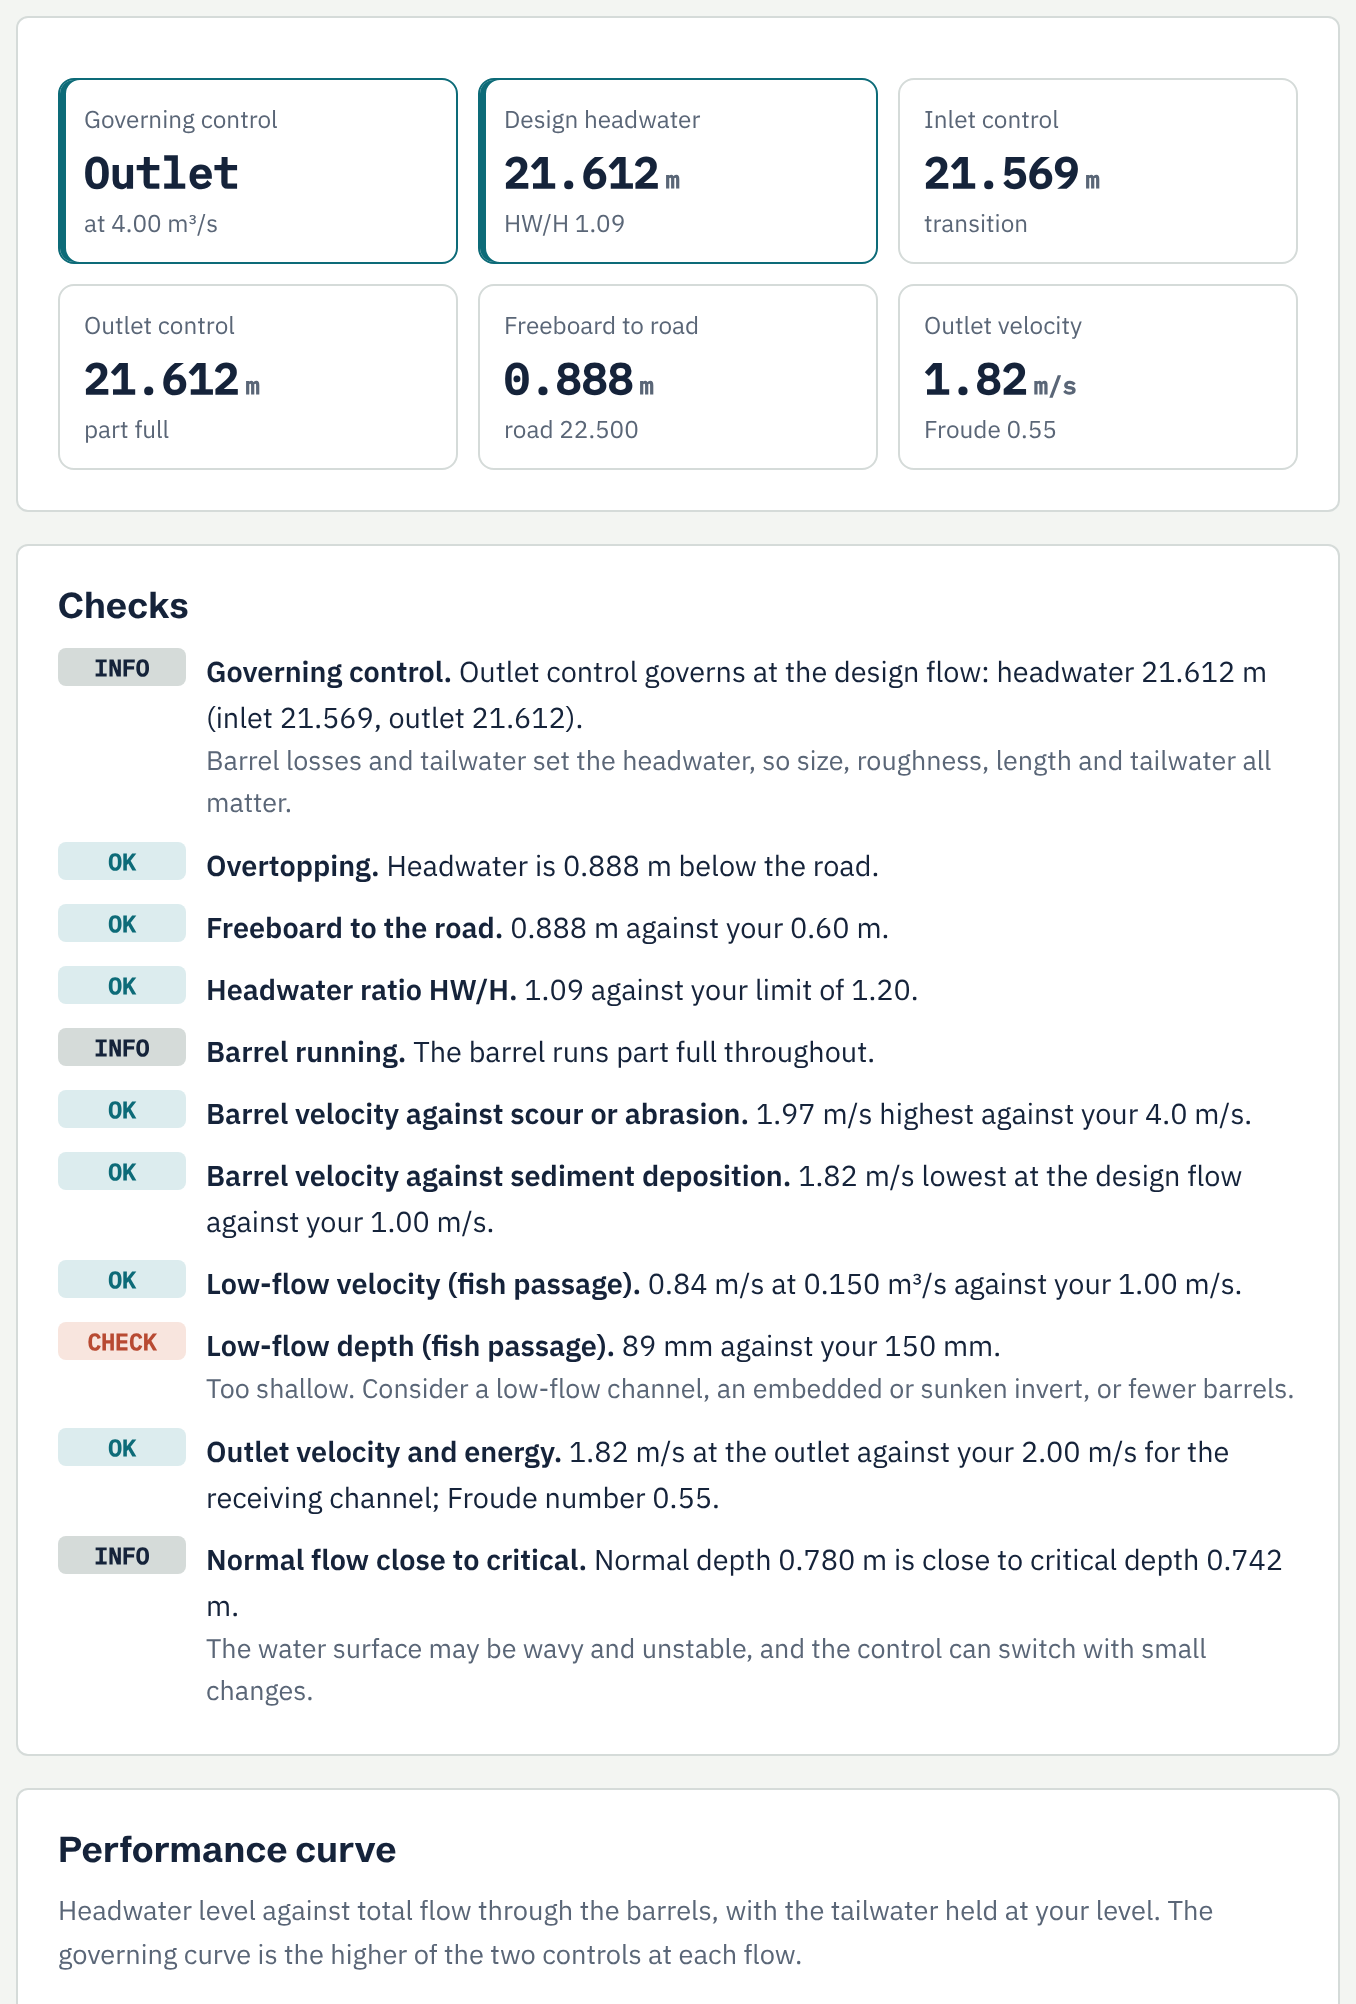 Governing control
Outlet
at 4.00 m³/s
Design headwater
21.612 m
HW/H 1.09
Inlet control
21.569 m
transition
Outlet control
21.612 m
part full
Freeboard to road
0.888 m
road 22.500
Outlet velocity
1.82 m/s
Froude 0.55
Checks
INFO
Governing control. Outlet control governs at the design flow: headwater 21.612 m
(inlet 21.569, outlet 21.612).
Barrel losses and tailwater set the headwater, so size, roughness, length and tailwater all
matter.
OK
Overtopping. Headwater is 0.888 m below the road.
OK
Freeboard to the road. 0.888 m against your 0.60 m.
OK
Headwater ratio HW/H. 1.09 against your limit of 1.20.
INFO
Barrel running. The barrel runs part full throughout.
OK
Barrel velocity against scour or abrasion. 1.97 m/s highest against your 4.0 m/s.
OK
Barrel velocity against sediment deposition. 1.82 m/s lowest at the design flow
against your 1.00 m/s.
OK
Low-flow velocity (fish passage). 0.84 m/s at 0.150 m³/s against your 1.00 m/s.
CHECK
Low-flow depth (fish passage). 89 mm against your 150 mm.
Too shallow. Consider a low-flow channel, an embedded or sunken invert, or fewer barrels.
OK
Outlet velocity and energy. 1.82 m/s at the outlet against your 2.00 m/s for the
receiving channel; Froude number 0.55.
INFO
Normal flow close to critical. Normal depth 0.780 m is close to critical depth 0.742
m.
The water surface may be wavy and unstable, and the control can switch with small
changes.
Performance curve
Headwater level against total flow through the barrels, with the tailwater held at your level. The
governing curve is the higher of the two controls at each flow.